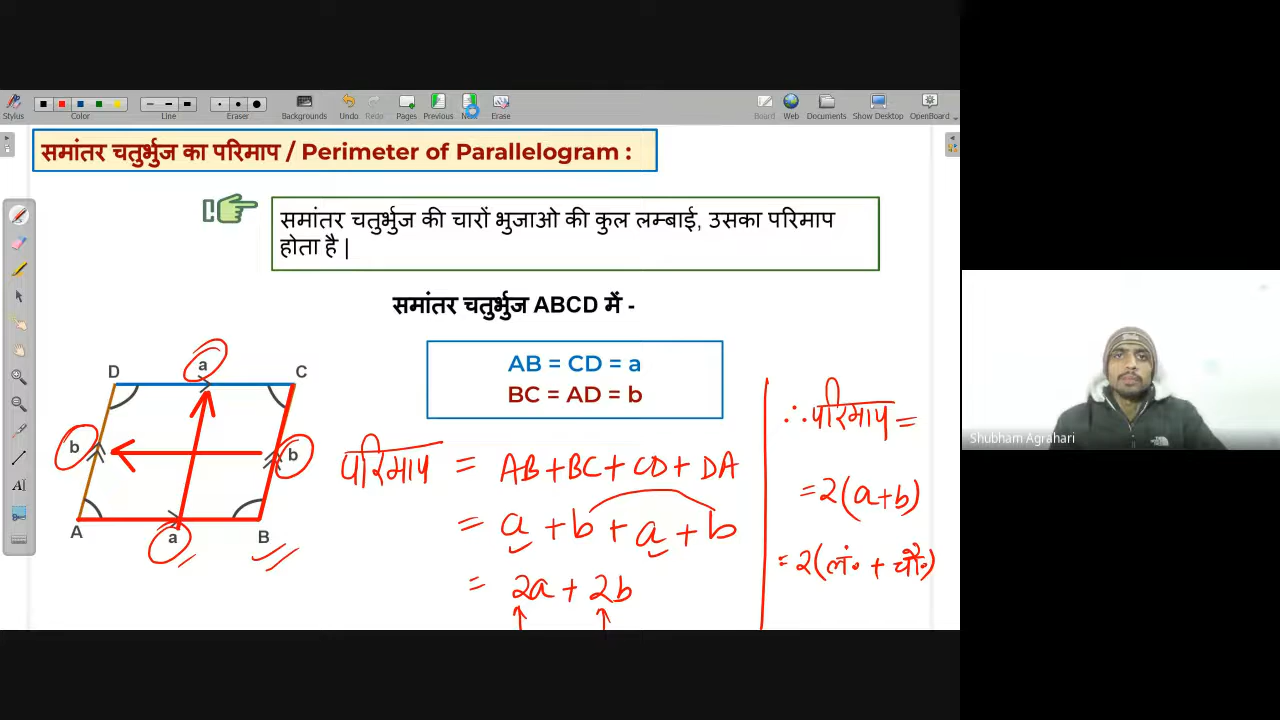 Stylus
Color
Line
Eraser
Backgrounds
Undo
Redo
Pages
Previous
Erase
Board
Web
Documents
Show Desktop
OpenBoard
समांतर चतुर्भुज का परिमाप / Perimeter of Parallelogram :
समांतर चतुर्भुज की चारों भुजाओ की कुल लम्बाई, उसका परिमाप
होता है |
समांतर चतुर्भुज ABCD में -
AB = CD = a
BC = AD = b
D
a
C
b
b
A
a
B
परिमाप = AB+BC+CD+DA
= a + b + a + b
= 2a + 2b
∴ परिमाप =
= 2(a+b)
= 2(लं॰ + चौ॰)
Shubham Agrahari